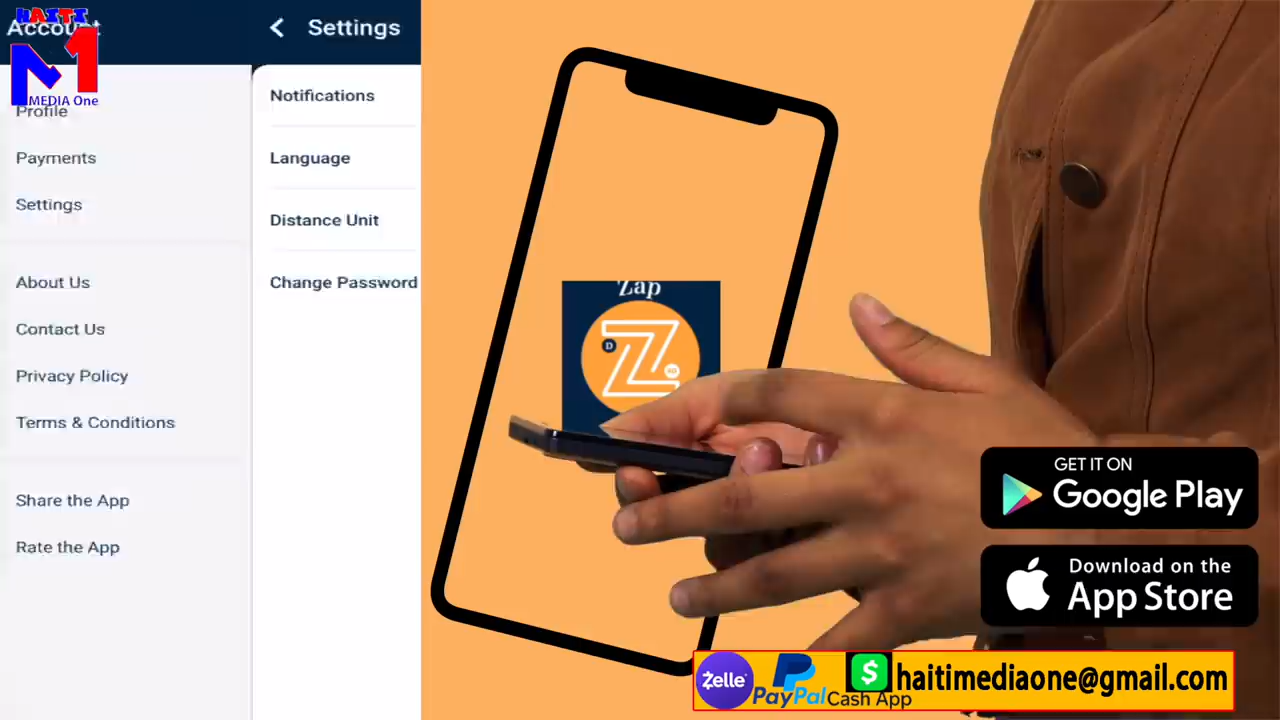 HAITI
M1
MEDIA One
Account
Profile
Payments
Settings
About Us
Contact Us
Privacy Policy
Terms & Conditions
Share the App
Rate the App
Settings
Notifications
Language
Distance Unit
Change Password
Zap
D
Z
GET IT ON
Google Play
Download on the
App Store
Zelle
PayPal
$
Cash App
haitimediaone@gmail.com